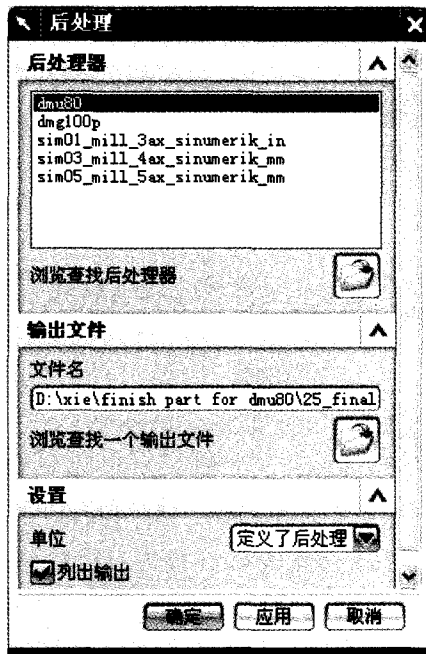 后处理
后处理器
dmu80
dmg100p
sim01_mill_3ax_sinumerik_in
sim03_mill_4ax_sinumerik_mm
sim05_mill_5ax_sinumerik_mm
浏览查找后处理器
输出文件
文件名
D:\xie\finish part for dmu80\25_final
浏览查找一个输出文件
设置
单位
定义了后处理
列出输出
确定
应用
取消